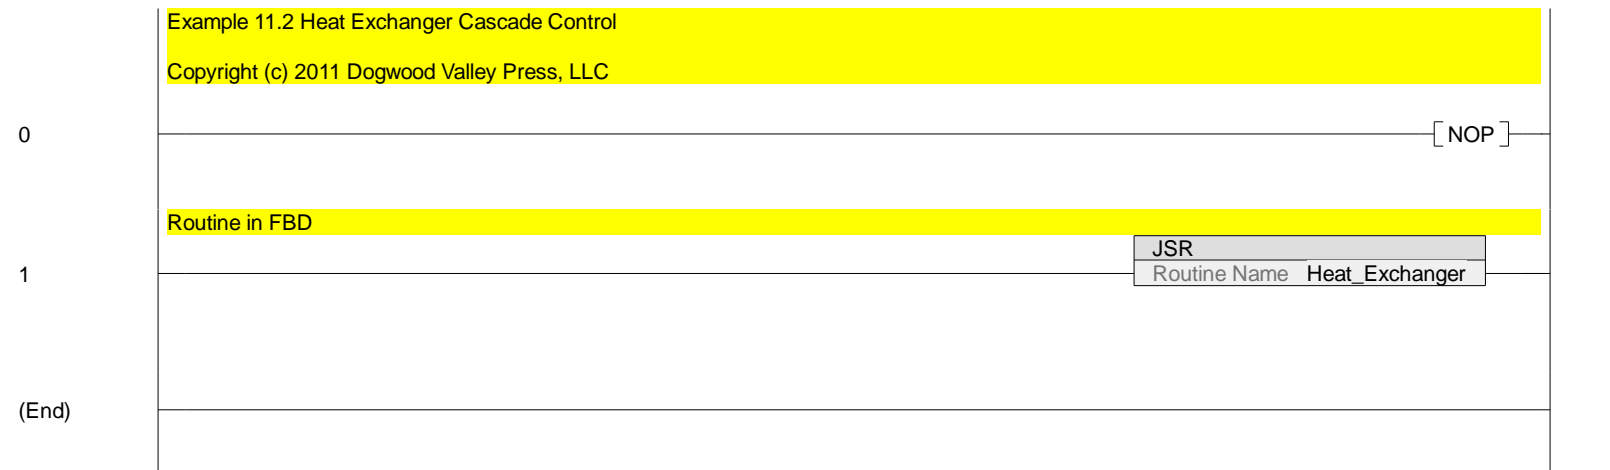 Example 11.2 Heat Exchanger Cascade Control
Copyright (c) 2011 Dogwood Valley Press, LLC
0
NOP
Routine in FBD
JSR
1
Routine Name Heat_Exchanger
(End)